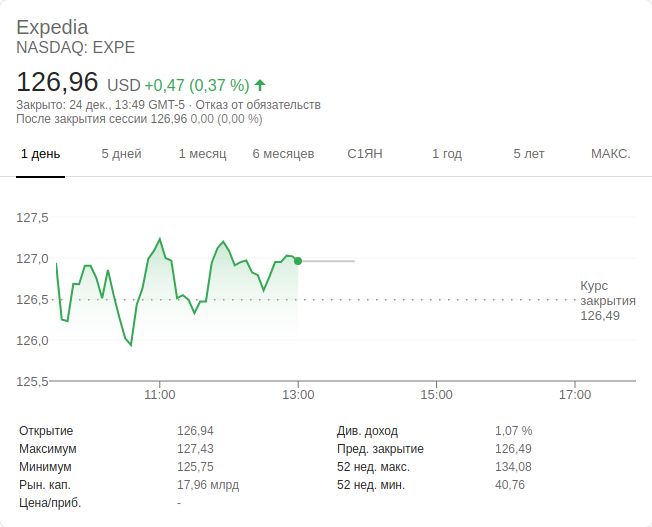 Expedia
NASDAQ: EXPE
126,96 USD +0,47 (0,37 %)
Закрыто: 24 дек., 13:49 GMT-5 · Отказ от обязательств
После закрытия сессии 126,96 0,00 (0,00 %)
1 день 5 дней 1 месяц 6 месяцев С1ЯН 1 год 5 лет МАКС.
127,5
127,0
126,5
126,0
125,5
Курс
закрытия
126,49
11:00 13:00 15:00 17:00
Открытие 126,94 Див. доход 1,07 %
Максимум 127,43 Пред. закрытие 126,49
Минимум 125,75 52 нед. макс. 134,08
Рын. кап. 17,96 млрд 52 нед. мин. 40,76
Цена/приб. -